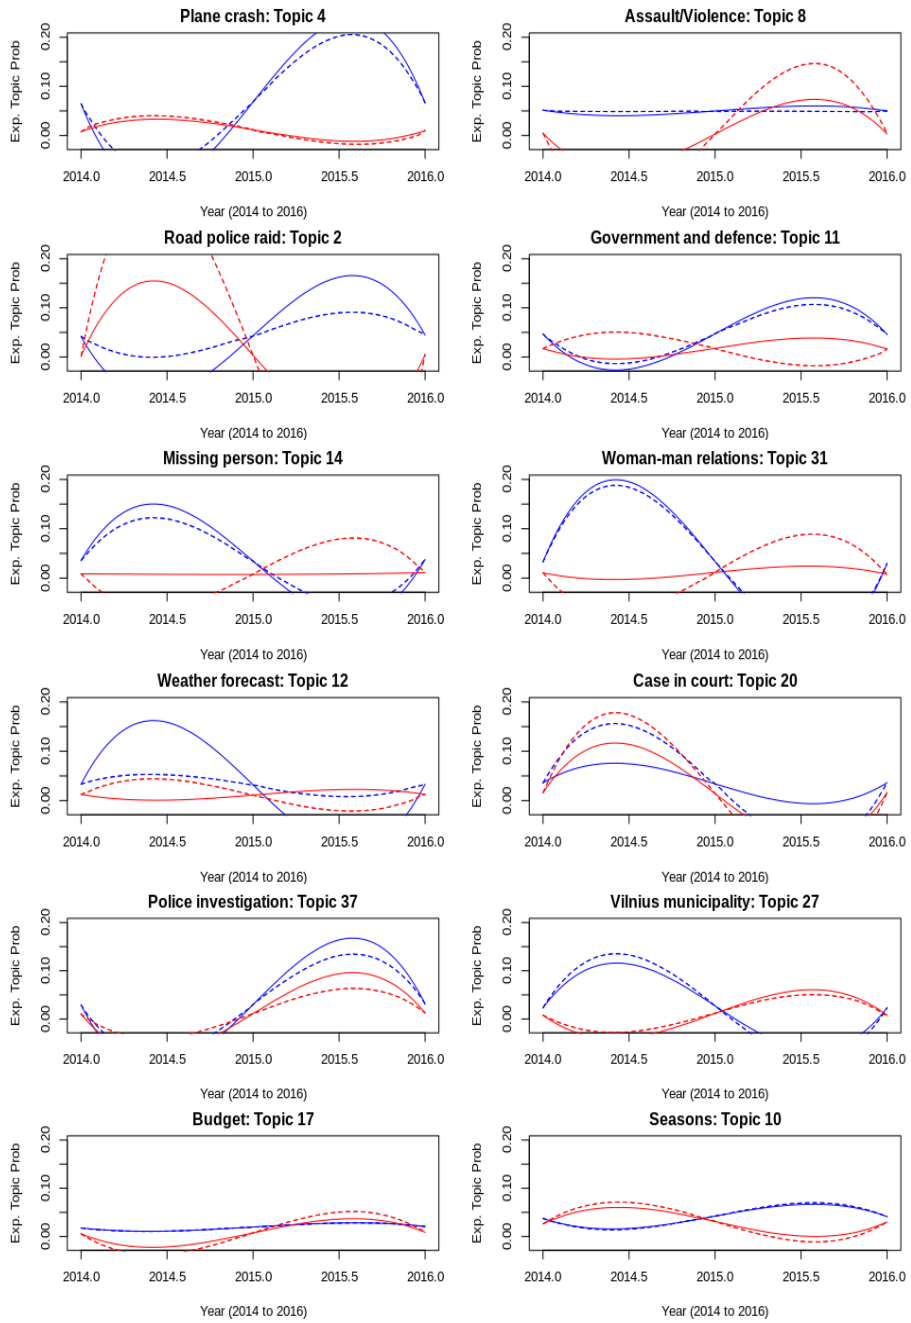 Plane crash: Topic 4
Exp. Topic Prob
0.00 0.10 0.20
2014.0 2014.5 2015.0 2015.5 2016.0
Year (2014 to 2016)
Assault/Violence: Topic 8
Exp. Topic Prob
0.00 0.10 0.20
2014.0 2014.5 2015.0 2015.5 2016.0
Year (2014 to 2016)
Road police raid: Topic 2
Exp. Topic Prob
0.00 0.10 0.20
2014.0 2014.5 2015.0 2015.5 2016.0
Year (2014 to 2016)
Government and defence: Topic 11
Exp. Topic Prob
0.00 0.10 0.20
2014.0 2014.5 2015.0 2015.5 2016.0
Year (2014 to 2016)
Missing person: Topic 14
Exp. Topic Prob
0.00 0.10 0.20
2014.0 2014.5 2015.0 2015.5 2016.0
Year (2014 to 2016)
Woman-man relations: Topic 31
Exp. Topic Prob
0.00 0.10 0.20
2014.0 2014.5 2015.0 2015.5 2016.0
Year (2014 to 2016)
Weather forecast: Topic 12
Exp. Topic Prob
0.00 0.10 0.20
2014.0 2014.5 2015.0 2015.5 2016.0
Year (2014 to 2016)
Case in court: Topic 20
Exp. Topic Prob
0.00 0.10 0.20
2014.0 2014.5 2015.0 2015.5 2016.0
Year (2014 to 2016)
Police investigation: Topic 37
Exp. Topic Prob
0.00 0.10 0.20
2014.0 2014.5 2015.0 2015.5 2016.0
Year (2014 to 2016)
Vilnius municipality: Topic 27
Exp. Topic Prob
0.00 0.10 0.20
2014.0 2014.5 2015.0 2015.5 2016.0
Year (2014 to 2016)
Budget: Topic 17
Exp. Topic Prob
0.00 0.10 0.20
2014.0 2014.5 2015.0 2015.5 2016.0
Year (2014 to 2016)
Seasons: Topic 10
Exp. Topic Prob
0.00 0.10 0.20
2014.0 2014.5 2015.0 2015.5 2016.0
Year (2014 to 2016)